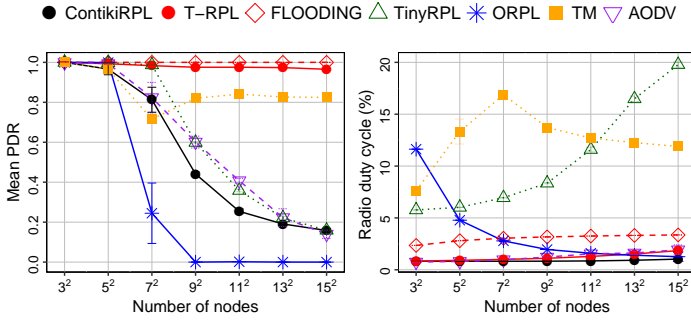 ContikiRPL T−RPL FLOODING TinyRPL ORPL TM AODV
Mean PDR
1.0
0.8
0.6
0.4
0.2
0.0
3² 5² 7² 9² 11² 13² 15²
Number of nodes
Radio duty cycle (%)
20
15
10
5
0
3² 5² 7² 9² 11² 13² 15²
Number of nodes